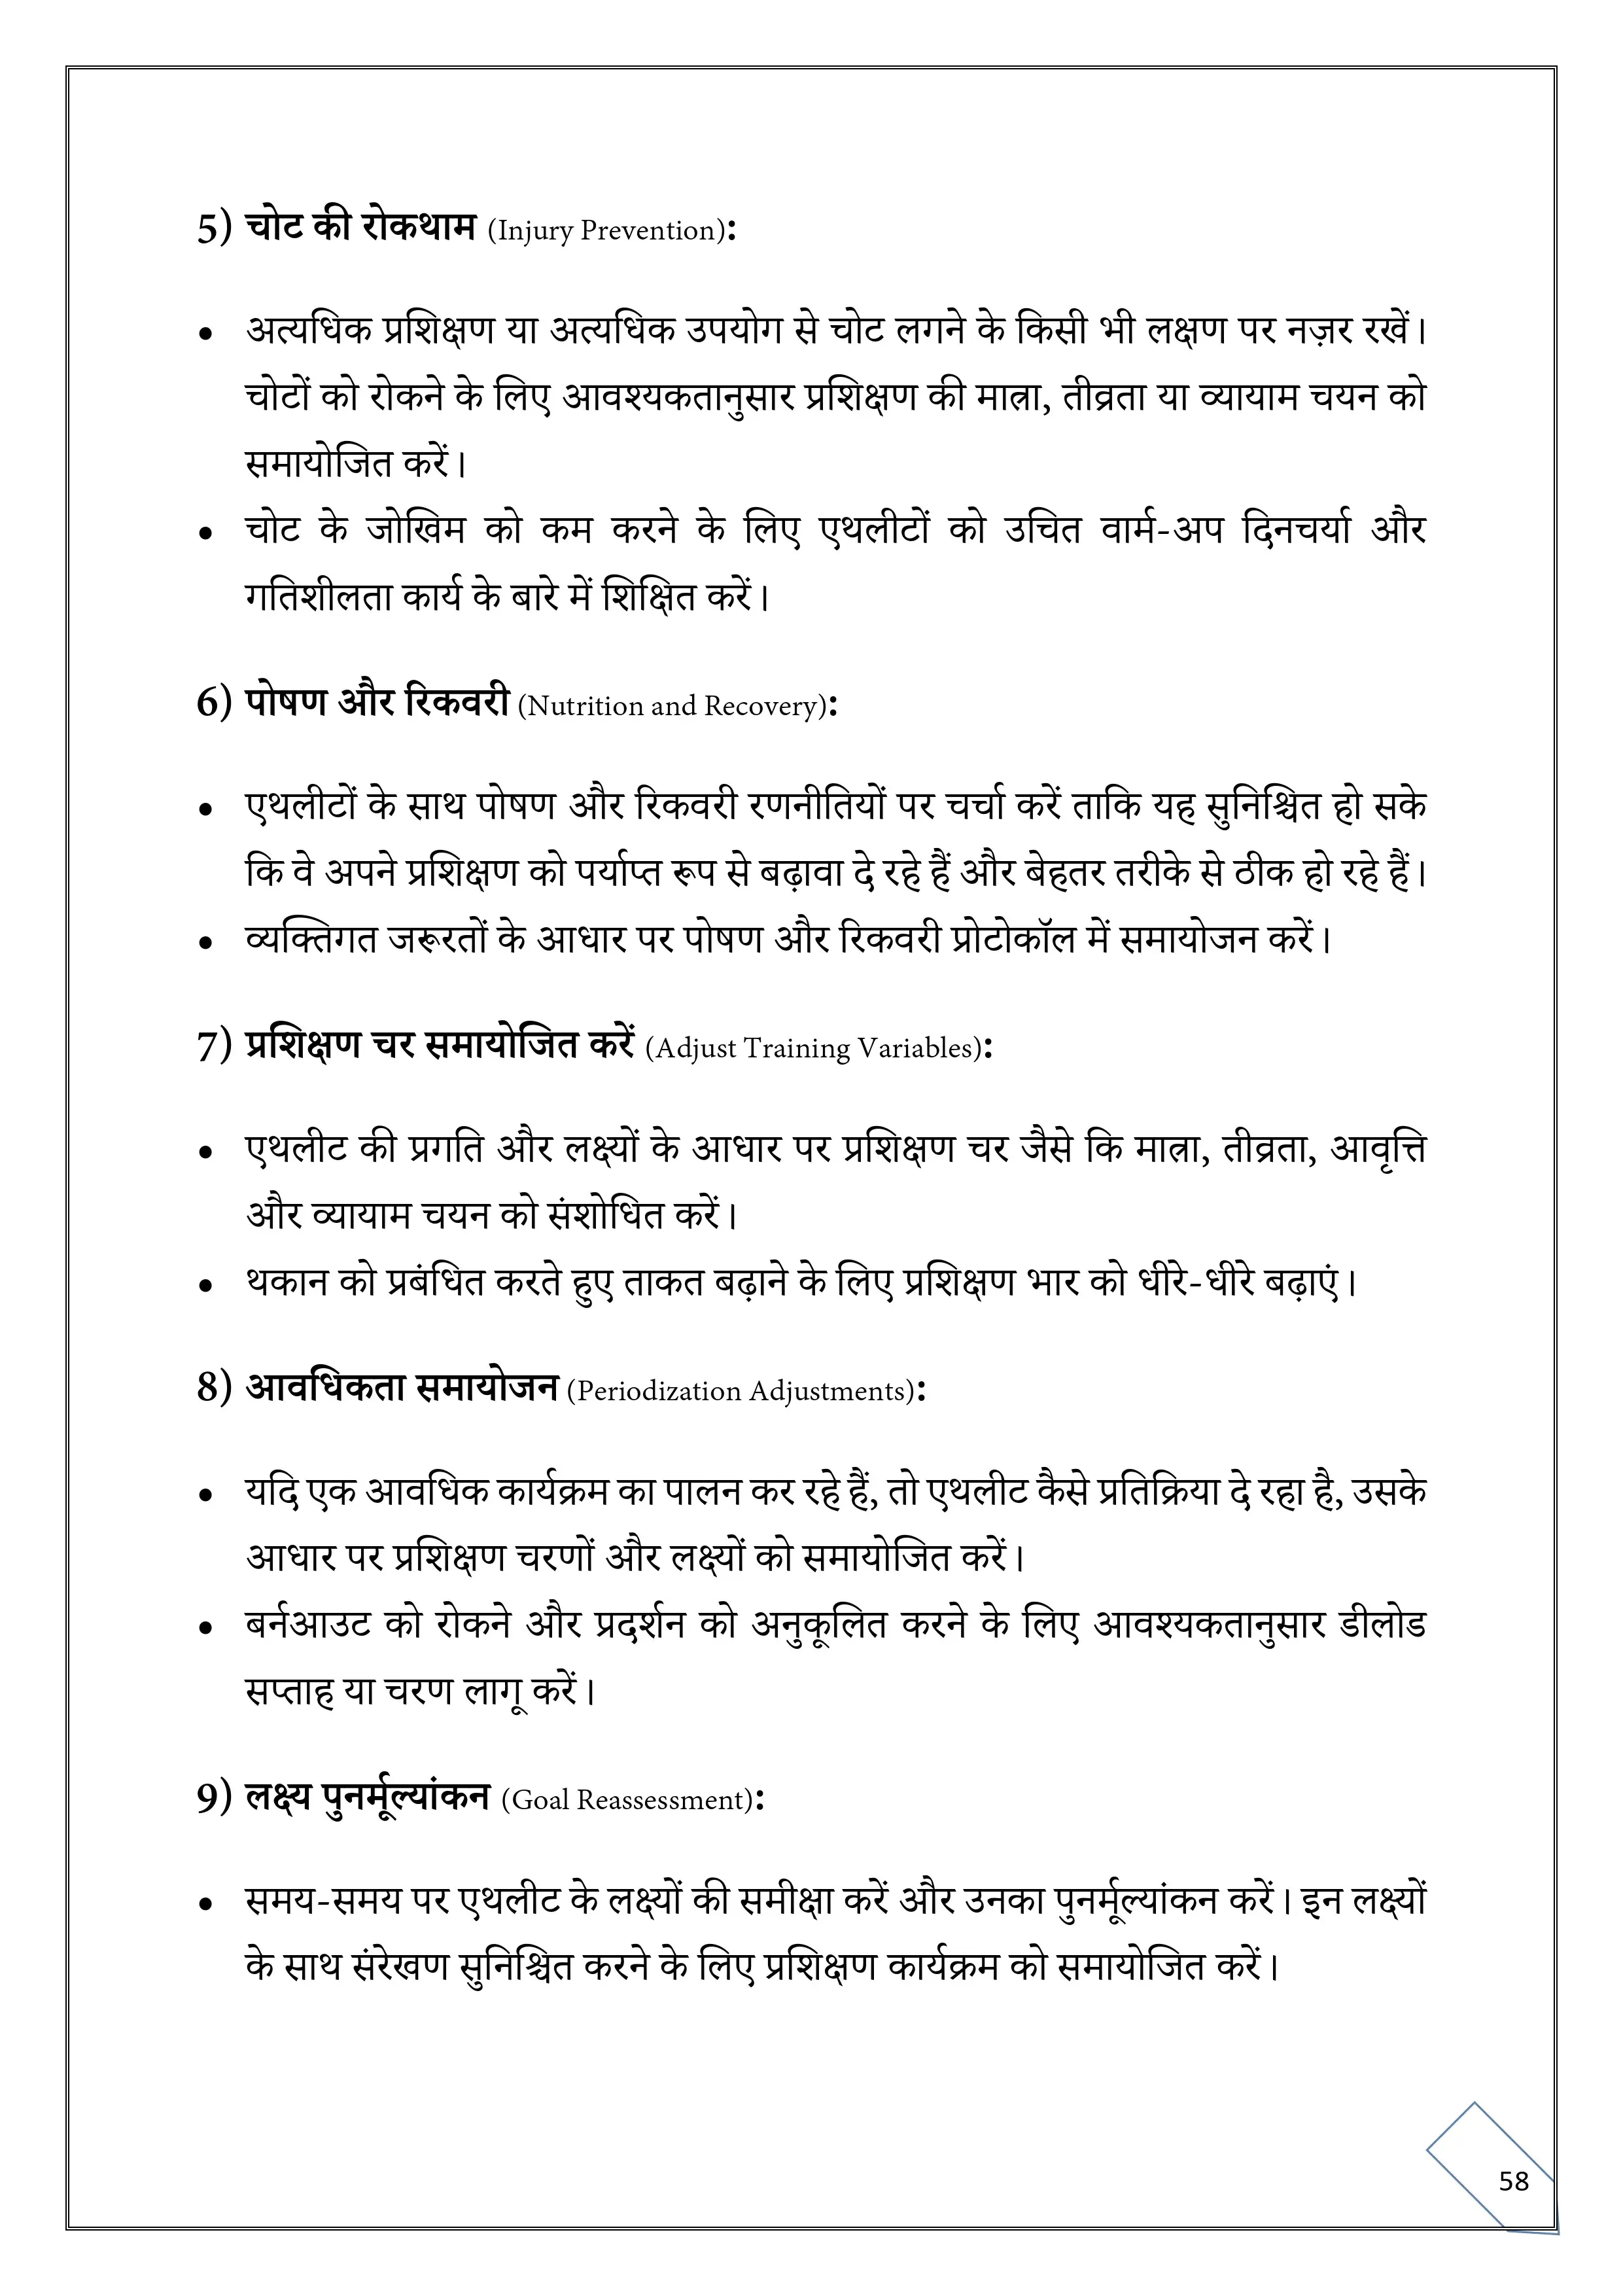 5) चोट की रोकथाम (Injury Prevention):
• अत्यधिक प्रशिक्षण या अत्यधिक उपयोग से चोट लगने के किसी भी लक्षण पर नज़र रखें।
चोटों को रोकने के लिए आवश्यकतानुसार प्रशिक्षण की मात्रा, तीव्रता या व्यायाम चयन को
समायोजित करें।
• चोट के जोखिम को कम करने के लिए एथलीटों को उचित वार्म-अप दिनचर्या और
गतिशीलता कार्य के बारे में शिक्षित करें।
6) पोषण और रिकवरी (Nutrition and Recovery):
• एथलीटों के साथ पोषण और रिकवरी रणनीतियों पर चर्चा करें ताकि यह सुनिश्चित हो सके
कि वे अपने प्रशिक्षण को पर्याप्त रूप से बढ़ावा दे रहे हैं और बेहतर तरीके से ठीक हो रहे हैं।
• व्यक्तिगत जरूरतों के आधार पर पोषण और रिकवरी प्रोटोकॉल में समायोजन करें।
7) प्रशिक्षण चर समायोजित करें (Adjust Training Variables):
• एथलीट की प्रगति और लक्ष्यों के आधार पर प्रशिक्षण चर जैसे कि मात्रा, तीव्रता, आवृत्ति
और व्यायाम चयन को संशोधित करें।
• थकान को प्रबंधित करते हुए ताकत बढ़ाने के लिए प्रशिक्षण भार को धीरे-धीरे बढ़ाएं।
8) आवधिकता समायोजन (Periodization Adjustments):
• यदि एक आवधिक कार्यक्रम का पालन कर रहे हैं, तो एथलीट कैसे प्रतिक्रिया दे रहा है, उसके
आधार पर प्रशिक्षण चरणों और लक्ष्यों को समायोजित करें।
• बर्नआउट को रोकने और प्रदर्शन को अनुकूलित करने के लिए आवश्यकतानुसार डीलोड
सप्ताह या चरण लागू करें।
9) लक्ष्य पुनर्मूल्यांकन (Goal Reassessment):
• समय-समय पर एथलीट के लक्ष्यों की समीक्षा करें और उनका पुनर्मूल्यांकन करें। इन लक्ष्यों
के साथ संरेखण सुनिश्चित करने के लिए प्रशिक्षण कार्यक्रम को समायोजित करें।
58